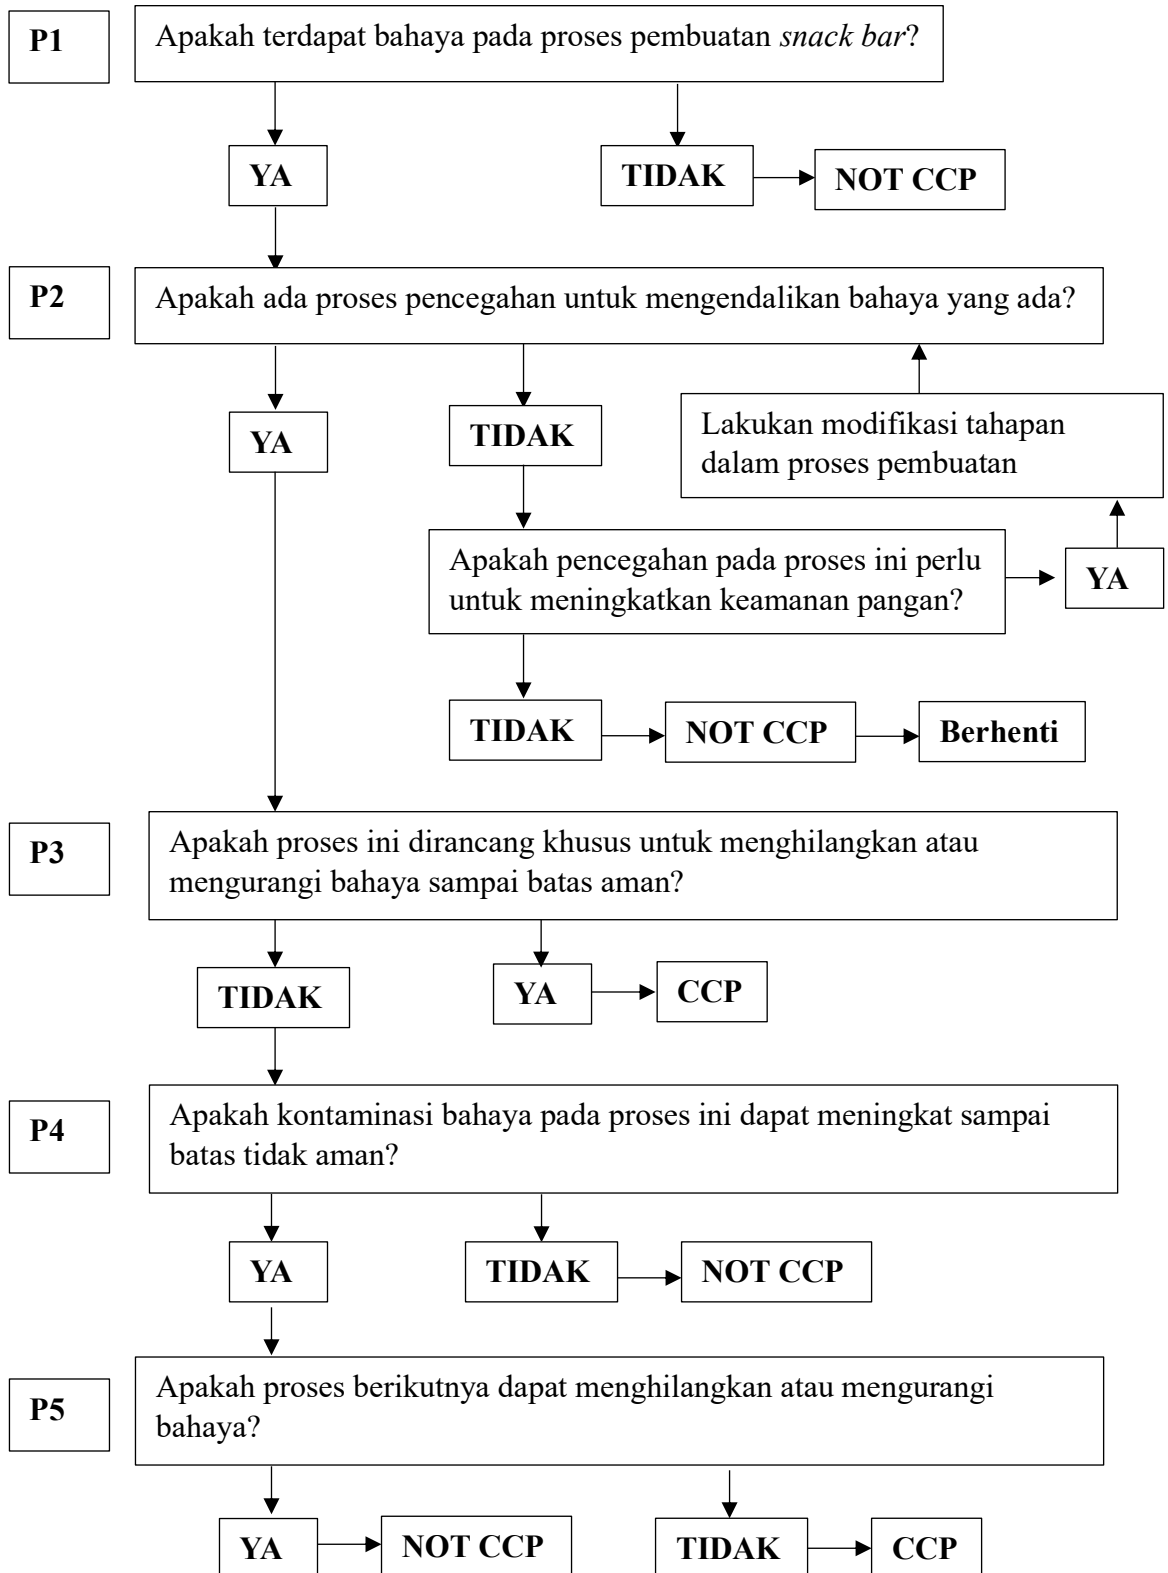 P1
Apakah terdapat bahaya pada proses pembuatan snack bar?
YA
TIDAK
NOT CCP
P2
Apakah ada proses pencegahan untuk mengendalikan bahaya yang ada?
YA
TIDAK
Lakukan modifikasi tahapan
dalam proses pembuatan
Apakah pencegahan pada proses ini perlu
untuk meningkatkan keamanan pangan?
YA
TIDAK
NOT CCP
Berhenti
P3
Apakah proses ini dirancang khusus untuk menghilangkan atau
mengurangi bahaya sampai batas aman?
TIDAK
YA
CCP
P4
Apakah kontaminasi bahaya pada proses ini dapat meningkat sampai
batas tidak aman?
YA
TIDAK
NOT CCP
P5
Apakah proses berikutnya dapat menghilangkan atau mengurangi
bahaya?
YA
NOT CCP
TIDAK
CCP